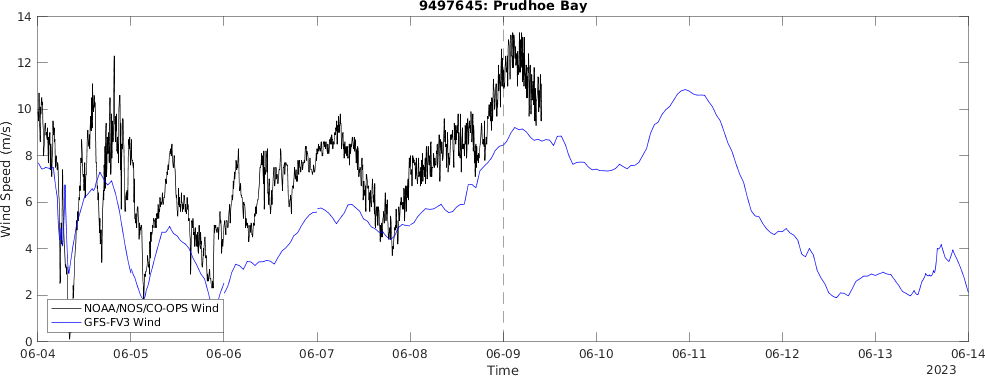 9497645: Prudhoe Bay
14
12
10
8
6
4
2
0
Wind Speed (m/s)
NOAA/NOS/CO-OPS Wind
GFS-FV3 Wind
06-04 06-05 06-06 06-07 06-08 06-09 06-10 06-11 06-12 06-13 06-14
Time
2023